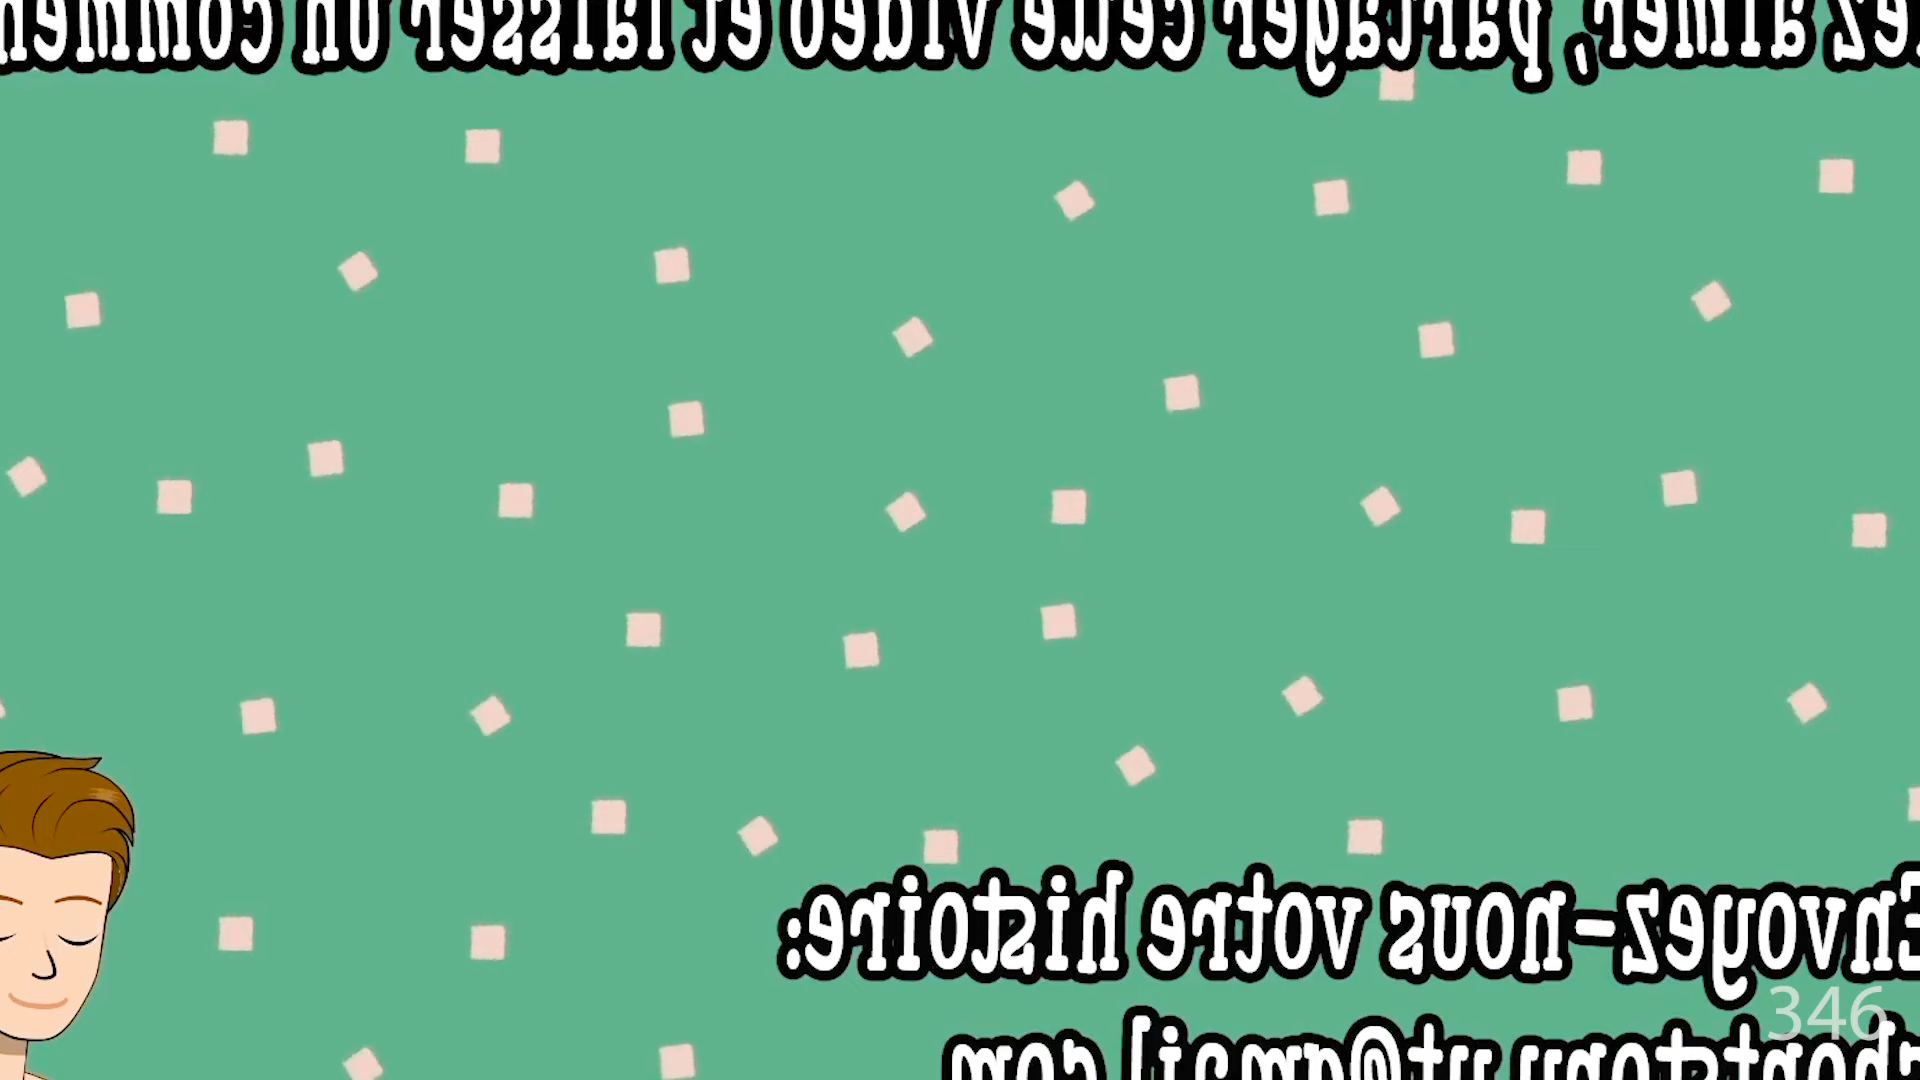 ez aimer, partager cette vidéo et laisser un commen
Envoyez-nous votre histoire:
346